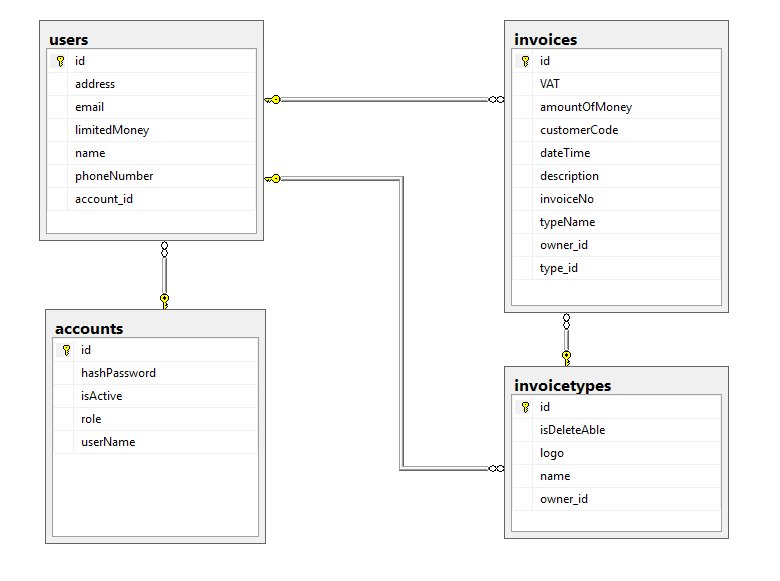 users
id
address
email
limitedMoney
name
phoneNumber
account_id
invoices
id
VAT
amountOfMoney
customerCode
dateTime
description
invoiceNo
typeName
owner_id
type_id
accounts
id
hashPassword
isActive
role
userName
invoicetypes
id
isDeleteAble
logo
name
owner_id